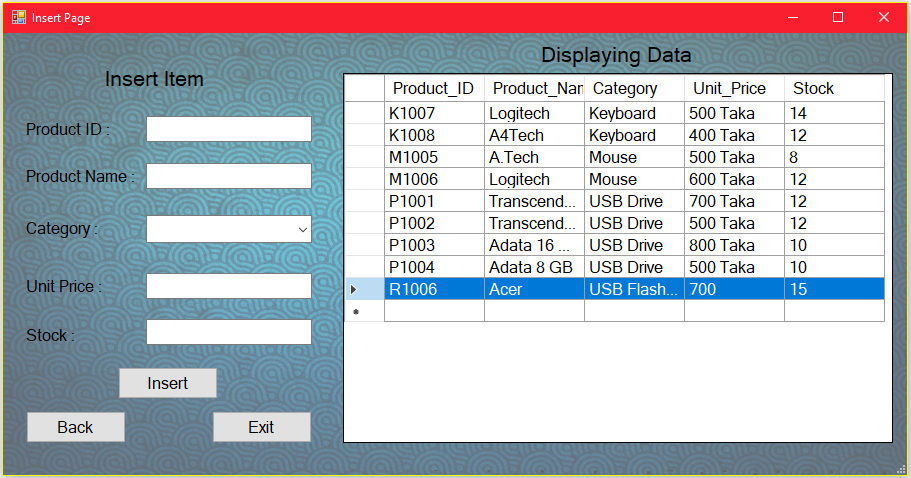 Insert Page
Insert Item
Product ID :
Product Name :
Category :
Unit Price :
Stock :
Insert
Back Exit
Displaying Data
Product_ID Product_Nam Category Unit_Price Stock
K1007 Logitech Keyboard 500 Taka 14
K1008 A4Tech Keyboard 400 Taka 12
M1005 A.Tech Mouse 500 Taka 8
M1006 Logitech Mouse 600 Taka 12
P1001 Transcend... USB Drive 700 Taka 12
P1002 Transcend... USB Drive 500 Taka 12
P1003 Adata 16 ... USB Drive 800 Taka 10
P1004 Adata 8 GB USB Drive 500 Taka 10
R1006 Acer USB Flash... 700 15